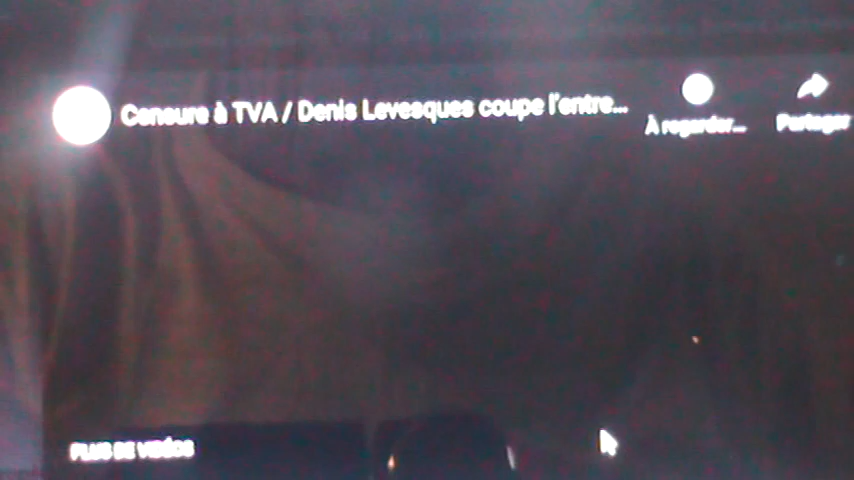 Censure à TVA / Denis Levesques coupe l'entre...
À regarder...
Partager
PLUS DE VIDÉOS